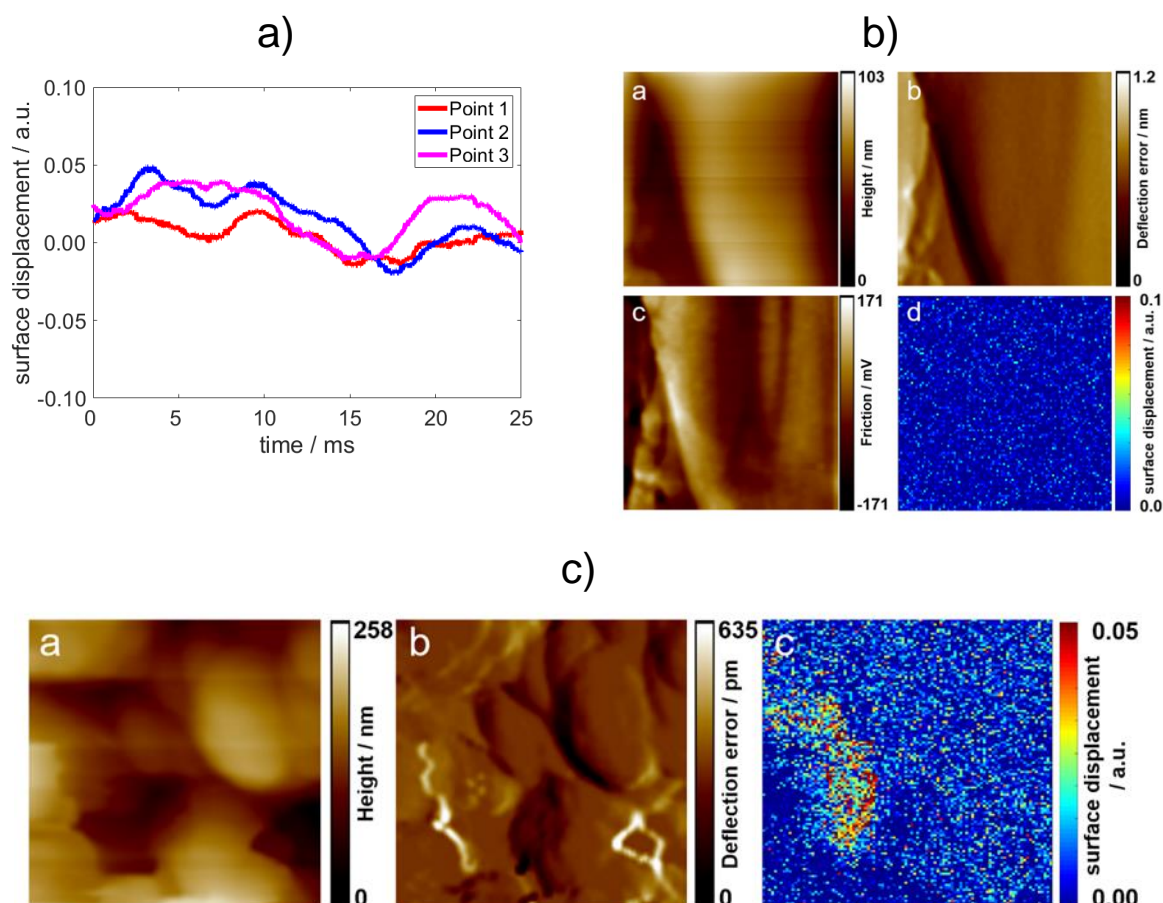 a)
0.10
0.05
0.00
-0.05
-0.10
surface displacement / a.u.
Point 1
Point 2
Point 3
0
5
10
15
20
25
time / ms
b)
a
103
Height / nm
0
b
1.2
Deflection error / nm
0
c
171
Friction / mV
-171
d
0.1
surface displacement / a.u.
0.0
c)
a
258
Height / nm
0
b
635
Deflection error / pm
0
c
0.05
surface displacement
/ a.u.
0.00